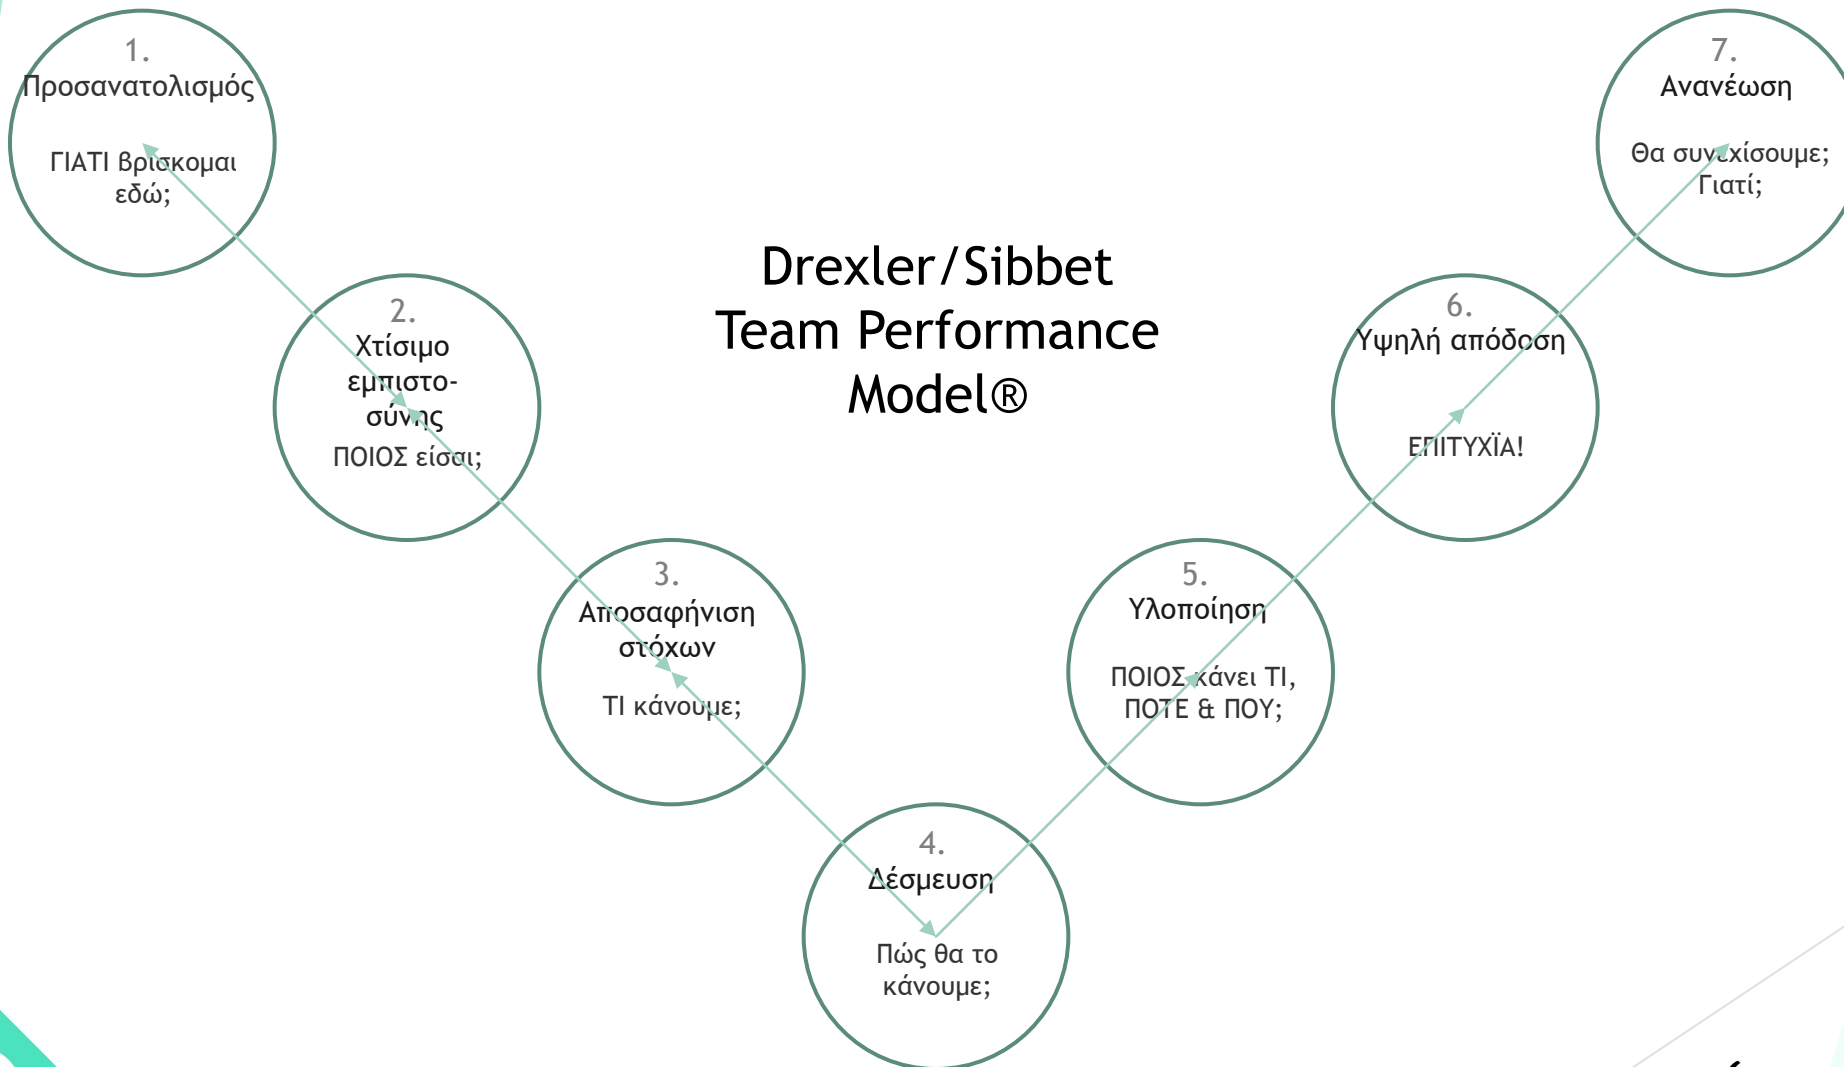 1.
Προσανατολισμός
ΓΙΑΤΙ βρίσκομαι
εδώ;
2.
Χτίσιμο
εμπιστο-
σύνης
ΠΟΙΟΣ είσαι;
3.
Αποσαφήνιση
στόχων
ΤΙ κάνουμε;
4.
Δέσμευση
Πώς θα το
κάνουμε;
5.
Υλοποίηση
ΠΟΙΟΣ κάνει ΤΙ,
ΠΟΤΕ & ΠΟΥ;
6.
Υψηλή απόδοση
ΕΠΙΤΥΧΪΑ!
7.
Ανανέωση
Θα συνεχίσουμε;
Γιατί;
Drexler/Sibbet
Team Performance
Model®